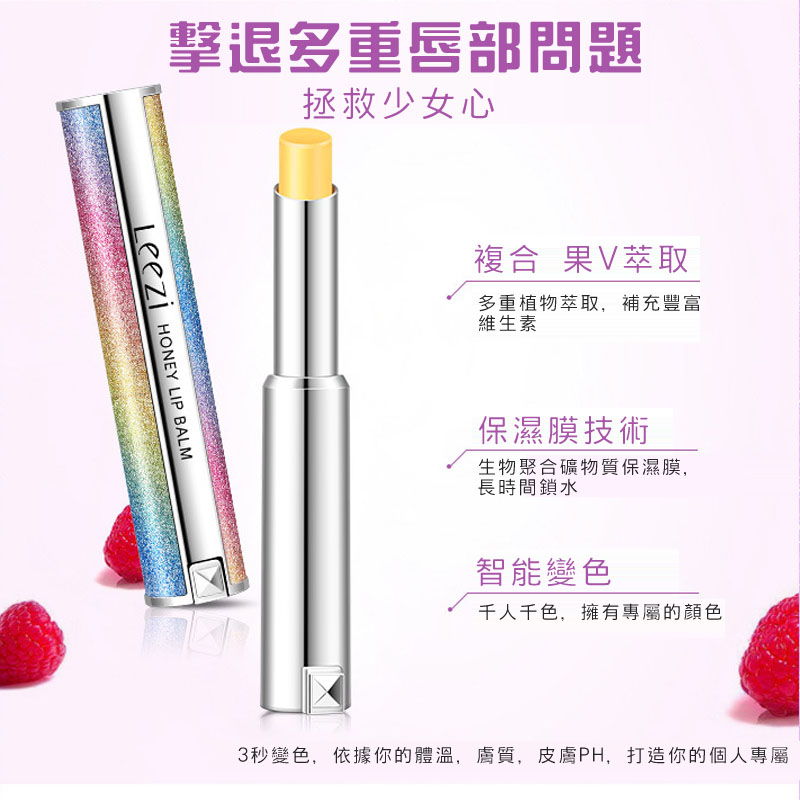 擊退多重唇部問題
拯救少女心
Leezi HONEY LIP BALM
複合 果V萃取
多重植物萃取, 補充豐富
維生素
保濕膜技術
生物聚合礦物質保濕膜,
長時間鎖水
智能變色
千人千色, 擁有專屬的顏色
3秒變色, 依據你的體溫, 膚質, 皮膚PH, 打造你的個人專屬